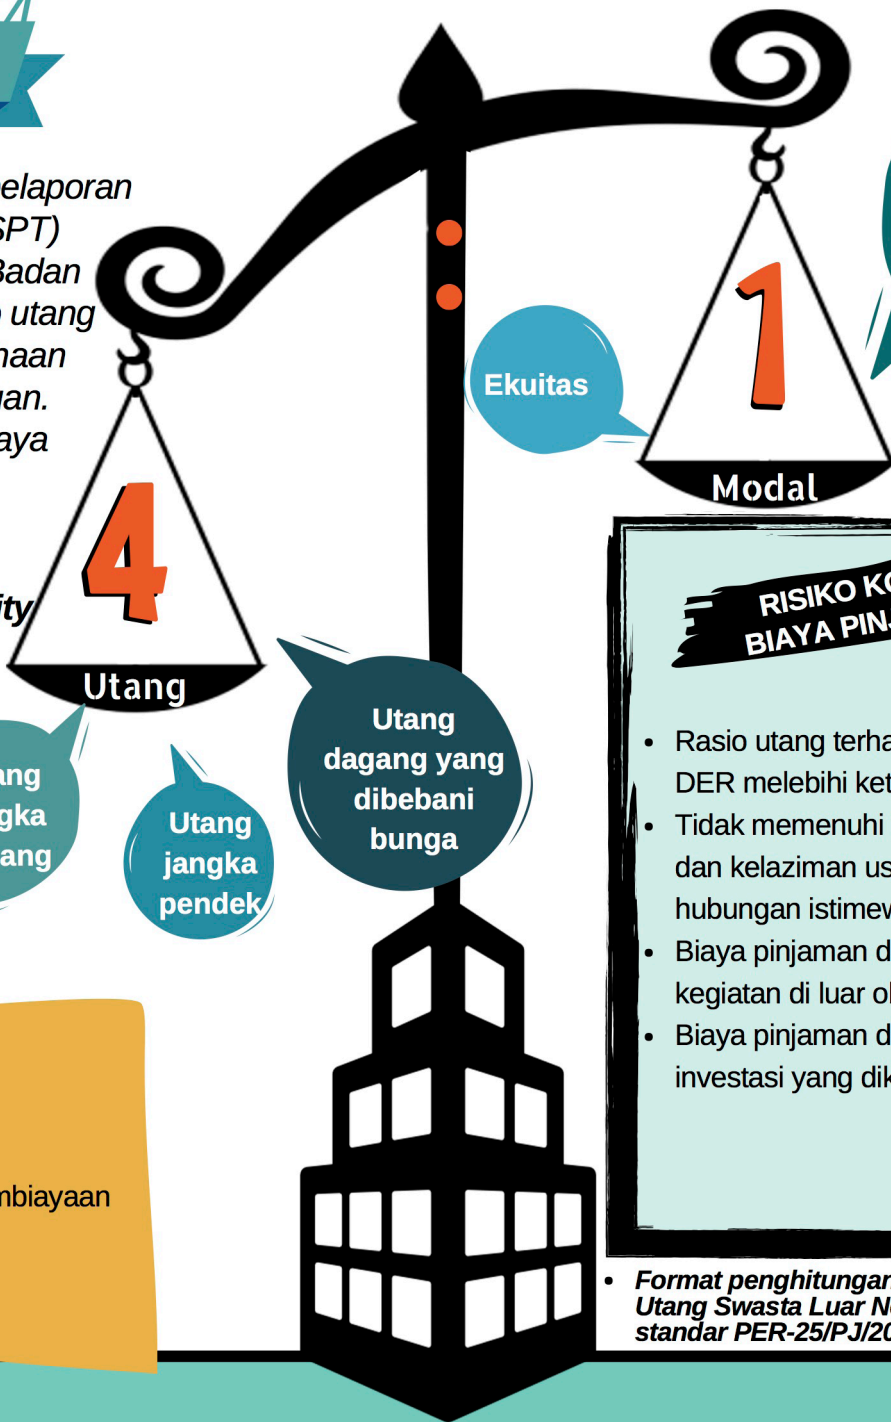 elaporan
SPT)
Badan
utang
naan
uan.
aya
ity
4
Utang
1
Modal
Ekuitas
Utang
dagang yang
dibebani
bunga
Utang
jangka
pendek
ang
gka
ang
RISIKO KO
BIAYA PINJ
• Rasio utang terha
DER melebihi ket
• Tidak memenuhi
dan kelaziman us
hubungan istimew
• Biaya pinjaman d
kegiatan di luar ob
• Biaya pinjaman d
investasi yang dik
mbiayaan
• Format penghitungan
Utang Swasta Luar Ne
standar PER-25/PJ/20